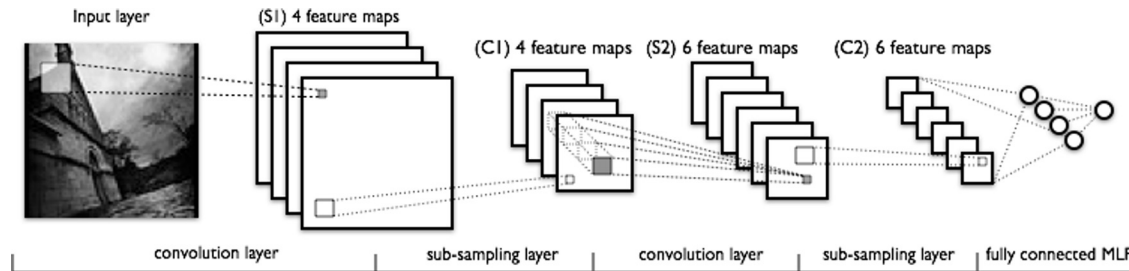 Input layer
(S1) 4 feature maps
(C1) 4 feature maps
(S2) 6 feature maps
(C2) 6 feature maps
convolution layer
sub-sampling layer
convolution layer
sub-sampling layer
fully connected MLP